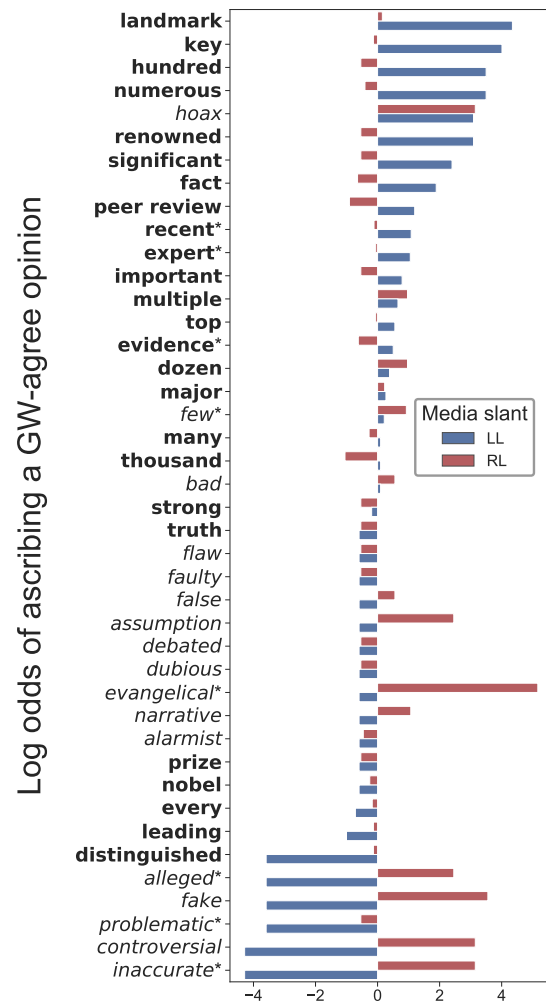 Log odds of ascribing a GW-agree opinion
landmark
key
hundred
numerous
hoax
renowned
significant
fact
peer review
recent*
expert*
important
multiple
top
evidence*
dozen
major
few*
many
thousand
bad
strong
truth
flaw
faulty
false
assumption
debated
dubious
evangelical*
narrative
alarmist
prize
nobel
every
leading
distinguished
alleged*
fake
problematic*
controversial
inaccurate*
Media slant
LL
RL
−4 −2 0 2 4